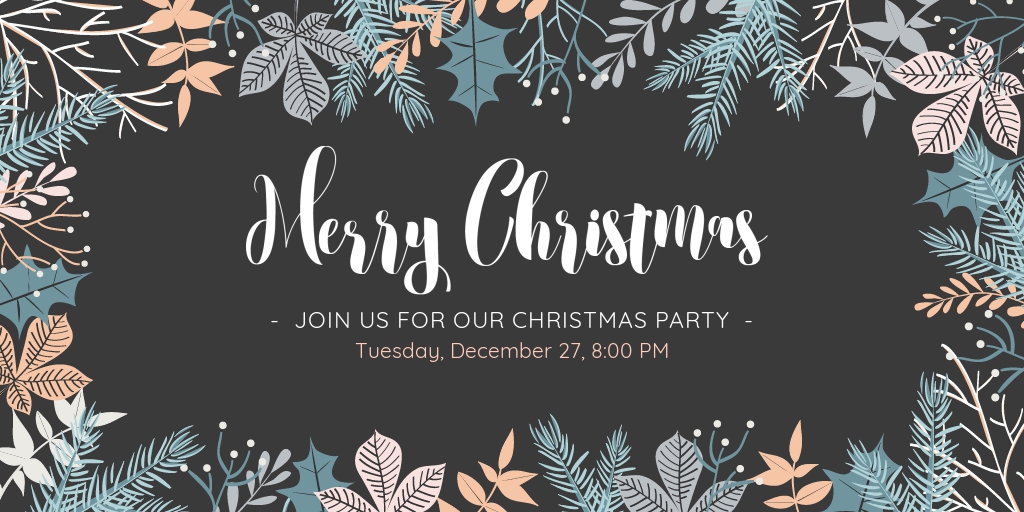 Merry Christmas
- JOIN US FOR OUR CHRISTMAS PARTY -
Tuesday, December 27, 8:00 PM